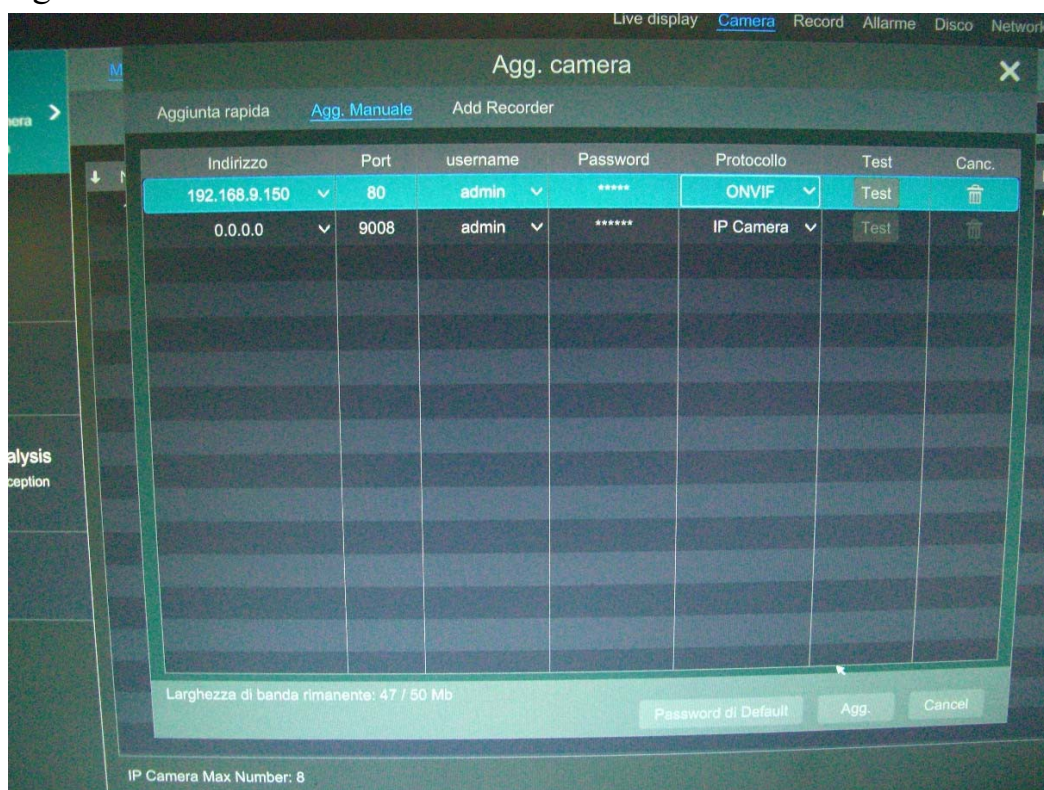 Live display Camera Record Allarme Disco Network
Agg. camera
Aggiunta rapida Agg. Manuale Add Recorder
Indirizzo Port username Password Protocollo Test Canc.
192.168.9.150 80 admin ***** ONVIF Test
0.0.0.0 9008 admin ****** IP Camera Test
alysis
ception
Larghezza di banda rimanente: 47 / 50 Mb
Password di Default Agg. Cancel
IP Camera Max Number: 8